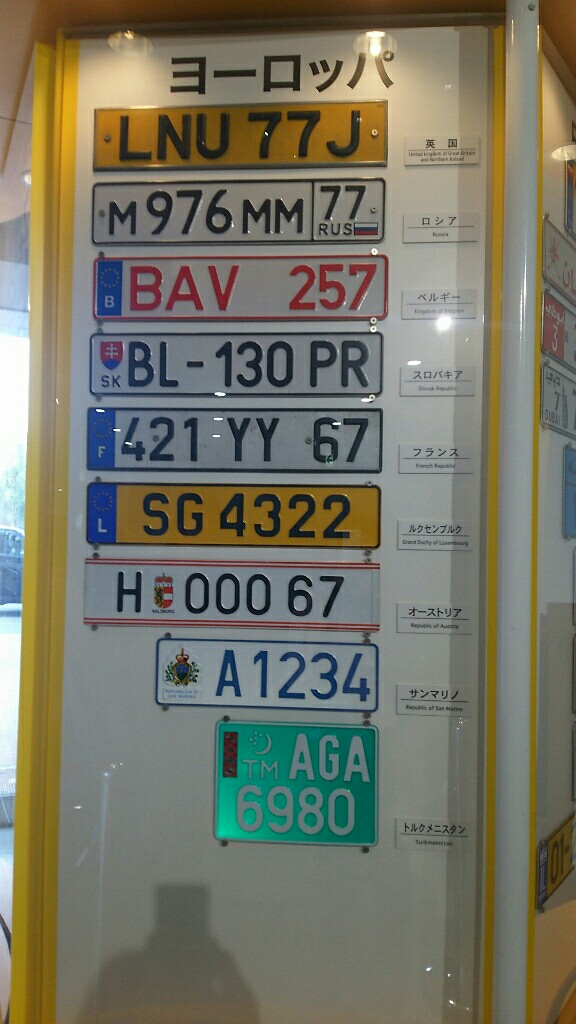 ヨーロッパ
LNU 77J
英国
United kingdom of Great Britain
and Northern Ireland
M 976 MM 77
RUS
ロシア
Russia
B BAV 257
ベルギー
Kingdom of Belgium
SK BL-130 PR
スロバキア
Slovak Republic
F 421 YY 67
フランス
French Republic
L SG 4322
ルクセンブルク
Grand Duchy of Luxembourg
H 000 67
SALZBURG
オーストリア
Republic of Austria
A1234
REPUBBLICA DI
SAN MARINO
サンマリノ
Republic of San Marino
TM AGA
6980
トルクメニスタン
Turkmenistan
3
7
DUBAI
01-